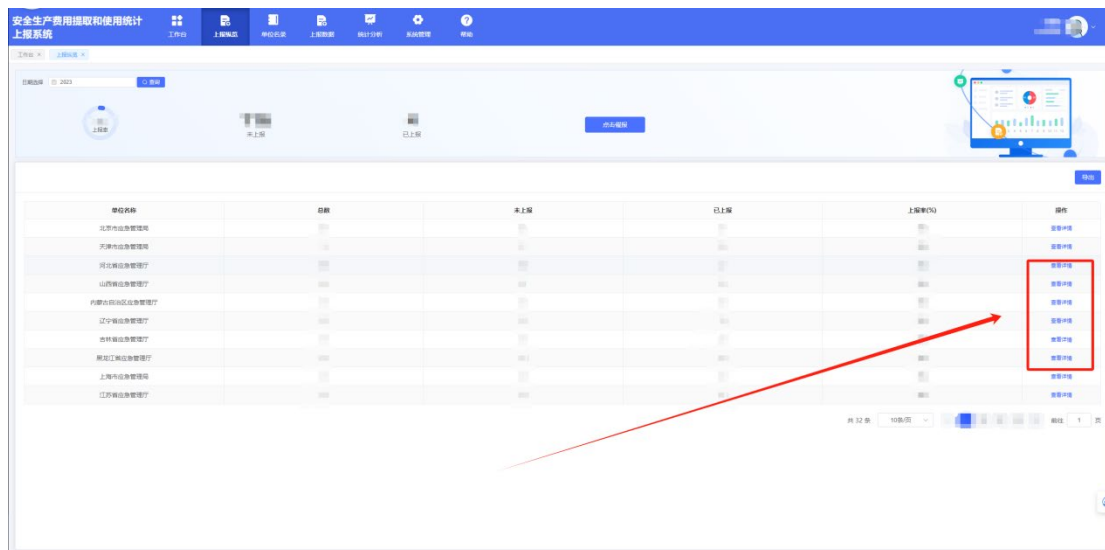 安全生产费用提取和使用统计
上报系统
工作台 上报概览 单位名录 上报数据 统计分析 系统管理 帮助
工作台 × 上报概览 ×
日期选择 2023 查询
上报率
未上报
已上报
点击催报
导出
单位名称 总数 未上报 已上报 上报率(%) 操作
北京市应急管理局 查看详情
天津市应急管理局 查看详情
河北省应急管理厅 查看详情
山西省应急管理厅 查看详情
内蒙古自治区应急管理厅 查看详情
辽宁省应急管理厅 查看详情
吉林省应急管理厅 查看详情
黑龙江省应急管理厅 查看详情
上海市应急管理局 查看详情
江苏省应急管理厅 查看详情
共 32 条 10条/页 前往 1 页